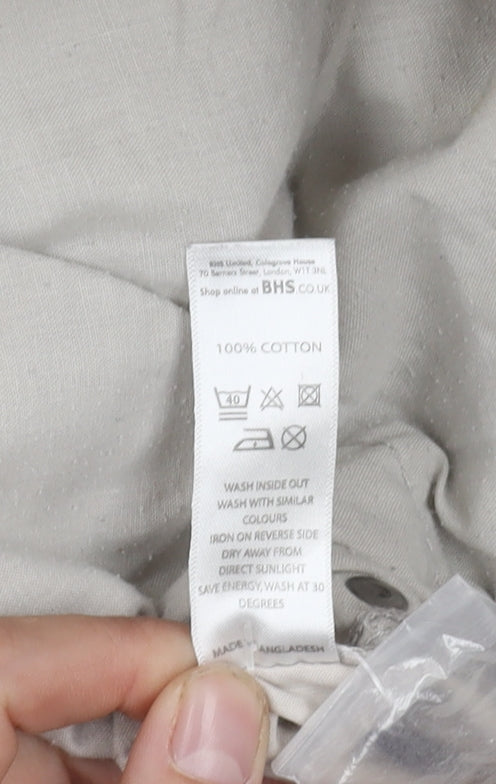 BHS Limited, Colegrave House
70 Berners Street, London, W1T 3NL
Shop online at BHS.CO.UK
100% COTTON
40
WASH INSIDE OUT
WASH WITH SIMILAR
COLOURS
IRON ON REVERSE SIDE
DRY AWAY FROM
DIRECT SUNLIGHT
SAVE ENERGY, WASH AT 30
DEGREES
MADE ANGLADESH